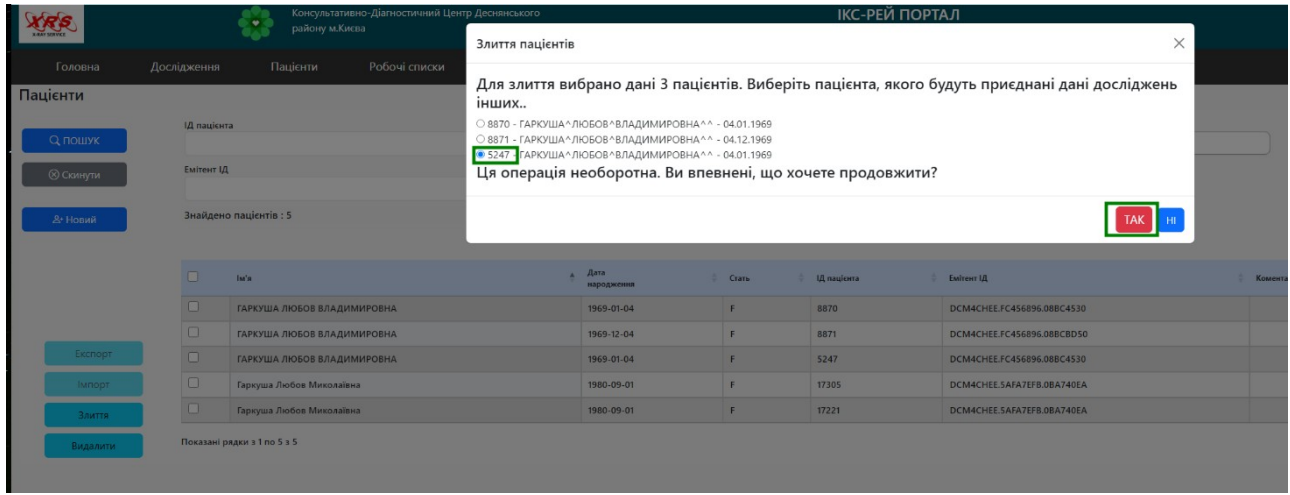 XRS
X-RAY SERVICE
Консультативно-Діагностичний Центр Деснянського
району м.Києва
ІКС-РЕЙ ПОРТАЛ
Головна
Дослідження
Пацієнти
Робочі списки
Злиття пацієнтів
Для злиття вибрано дані 3 пацієнтів. Виберіть пацієнта, якого будуть приєднані дані досліджень
інших..
8870 - ГАРКУША^ЛЮБОВ^ВЛАДИМИРОВНА^^ - 04.01.1969
8871 - ГАРКУША^ЛЮБОВ^ВЛАДИМИРОВНА^^ - 04.12.1969
5247 - ГАРКУША^ЛЮБОВ^ВЛАДИМИРОВНА^^ - 04.01.1969
Ця операція необоротна. Ви впевнені, що хочете продовжити?
ТАК НІ
Пацієнти
ПОШУК
Скинути
Новий
ІД пацієнта
Емітент ІД
Знайдено пацієнтів : 5
Ім'я Дата народження Стать ІД пацієнта Емітент ІД Комента
ГАРКУША ЛЮБОВ ВЛАДИМИРОВНА 1969-01-04 F 8870 DCM4CHEE.FC456896.08BC4530
ГАРКУША ЛЮБОВ ВЛАДИМИРОВНА 1969-12-04 F 8871 DCM4CHEE.FC456896.08BCBD50
ГАРКУША ЛЮБОВ ВЛАДИМИРОВНА 1969-01-04 F 5247 DCM4CHEE.FC456896.08BC4530
Гаркуша Любов Миколаївна 1980-09-01 F 17305 DCM4CHEE.5AFA7EFB.0BA740EA
Гаркуша Любов Миколаївна 1980-09-01 F 17221 DCM4CHEE.5AFA7EFB.0BA740EA
Експорт
Імпорт
Злиття
Видалити
Показані рядки з 1 по 5 з 5